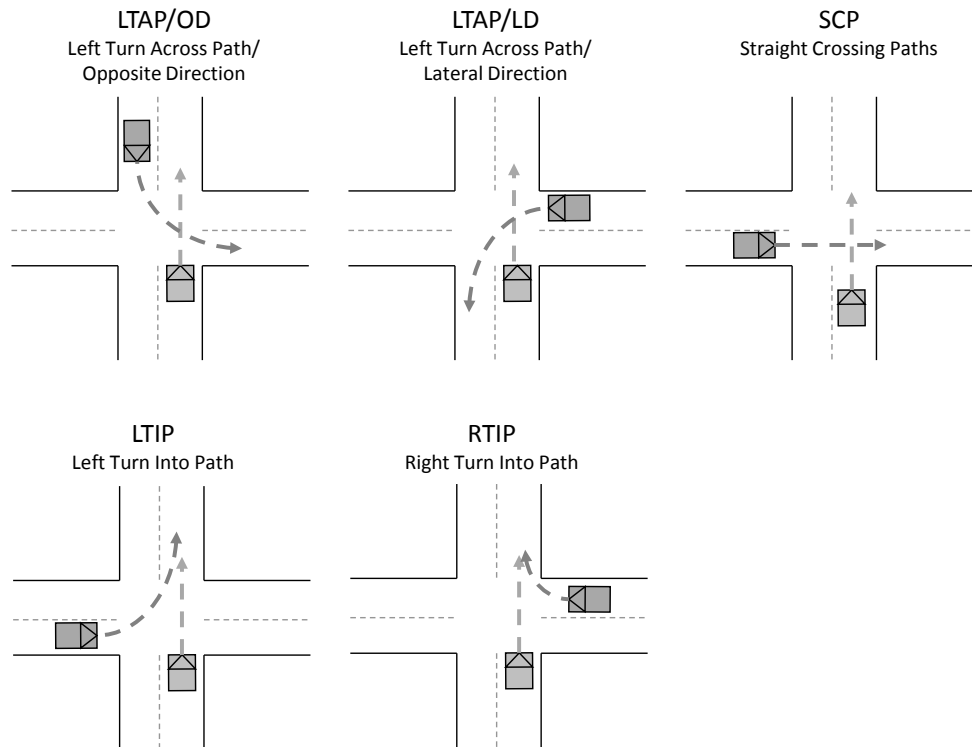 LTAP/OD
Left Turn Across Path/
Opposite Direction
LTAP/LD
Left Turn Across Path/
Lateral Direction
SCP
Straight Crossing Paths
LTIP
Left Turn Into Path
RTIP
Right Turn Into Path